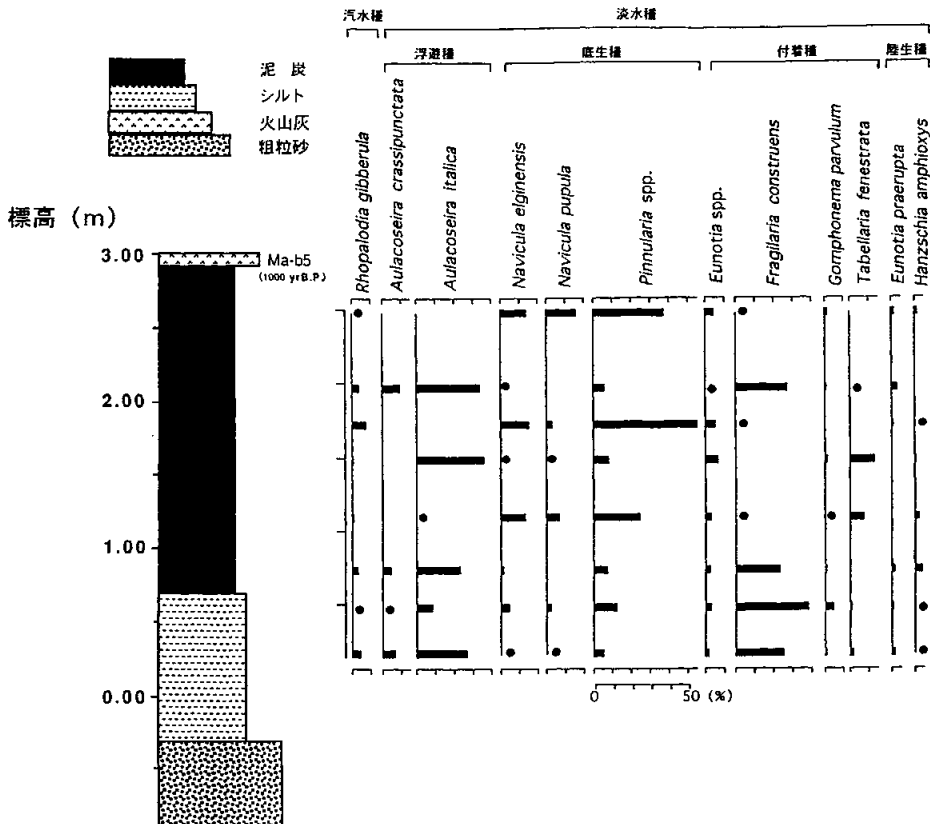 汽水種
淡水種
浮遊種
底生種
付着種
陸生種
泥 炭
シルト
火山灰
粗粒砂
標高（m）
3.00
2.00
1.00
0.00
Ma-b5
(1000 yrB.P.)
Rhopalodia gibberula
Aulacoseira crassipunctata
Aulacoseira italica
Navicula elginensis
Navicula pupula
Pinnularia spp.
Eunotia spp.
Fragilaria construens
Gomphonema parvulum
Tabellaria fenestrata
Eunotia praerupta
Hanzschia amphioxys
0 50 (%)